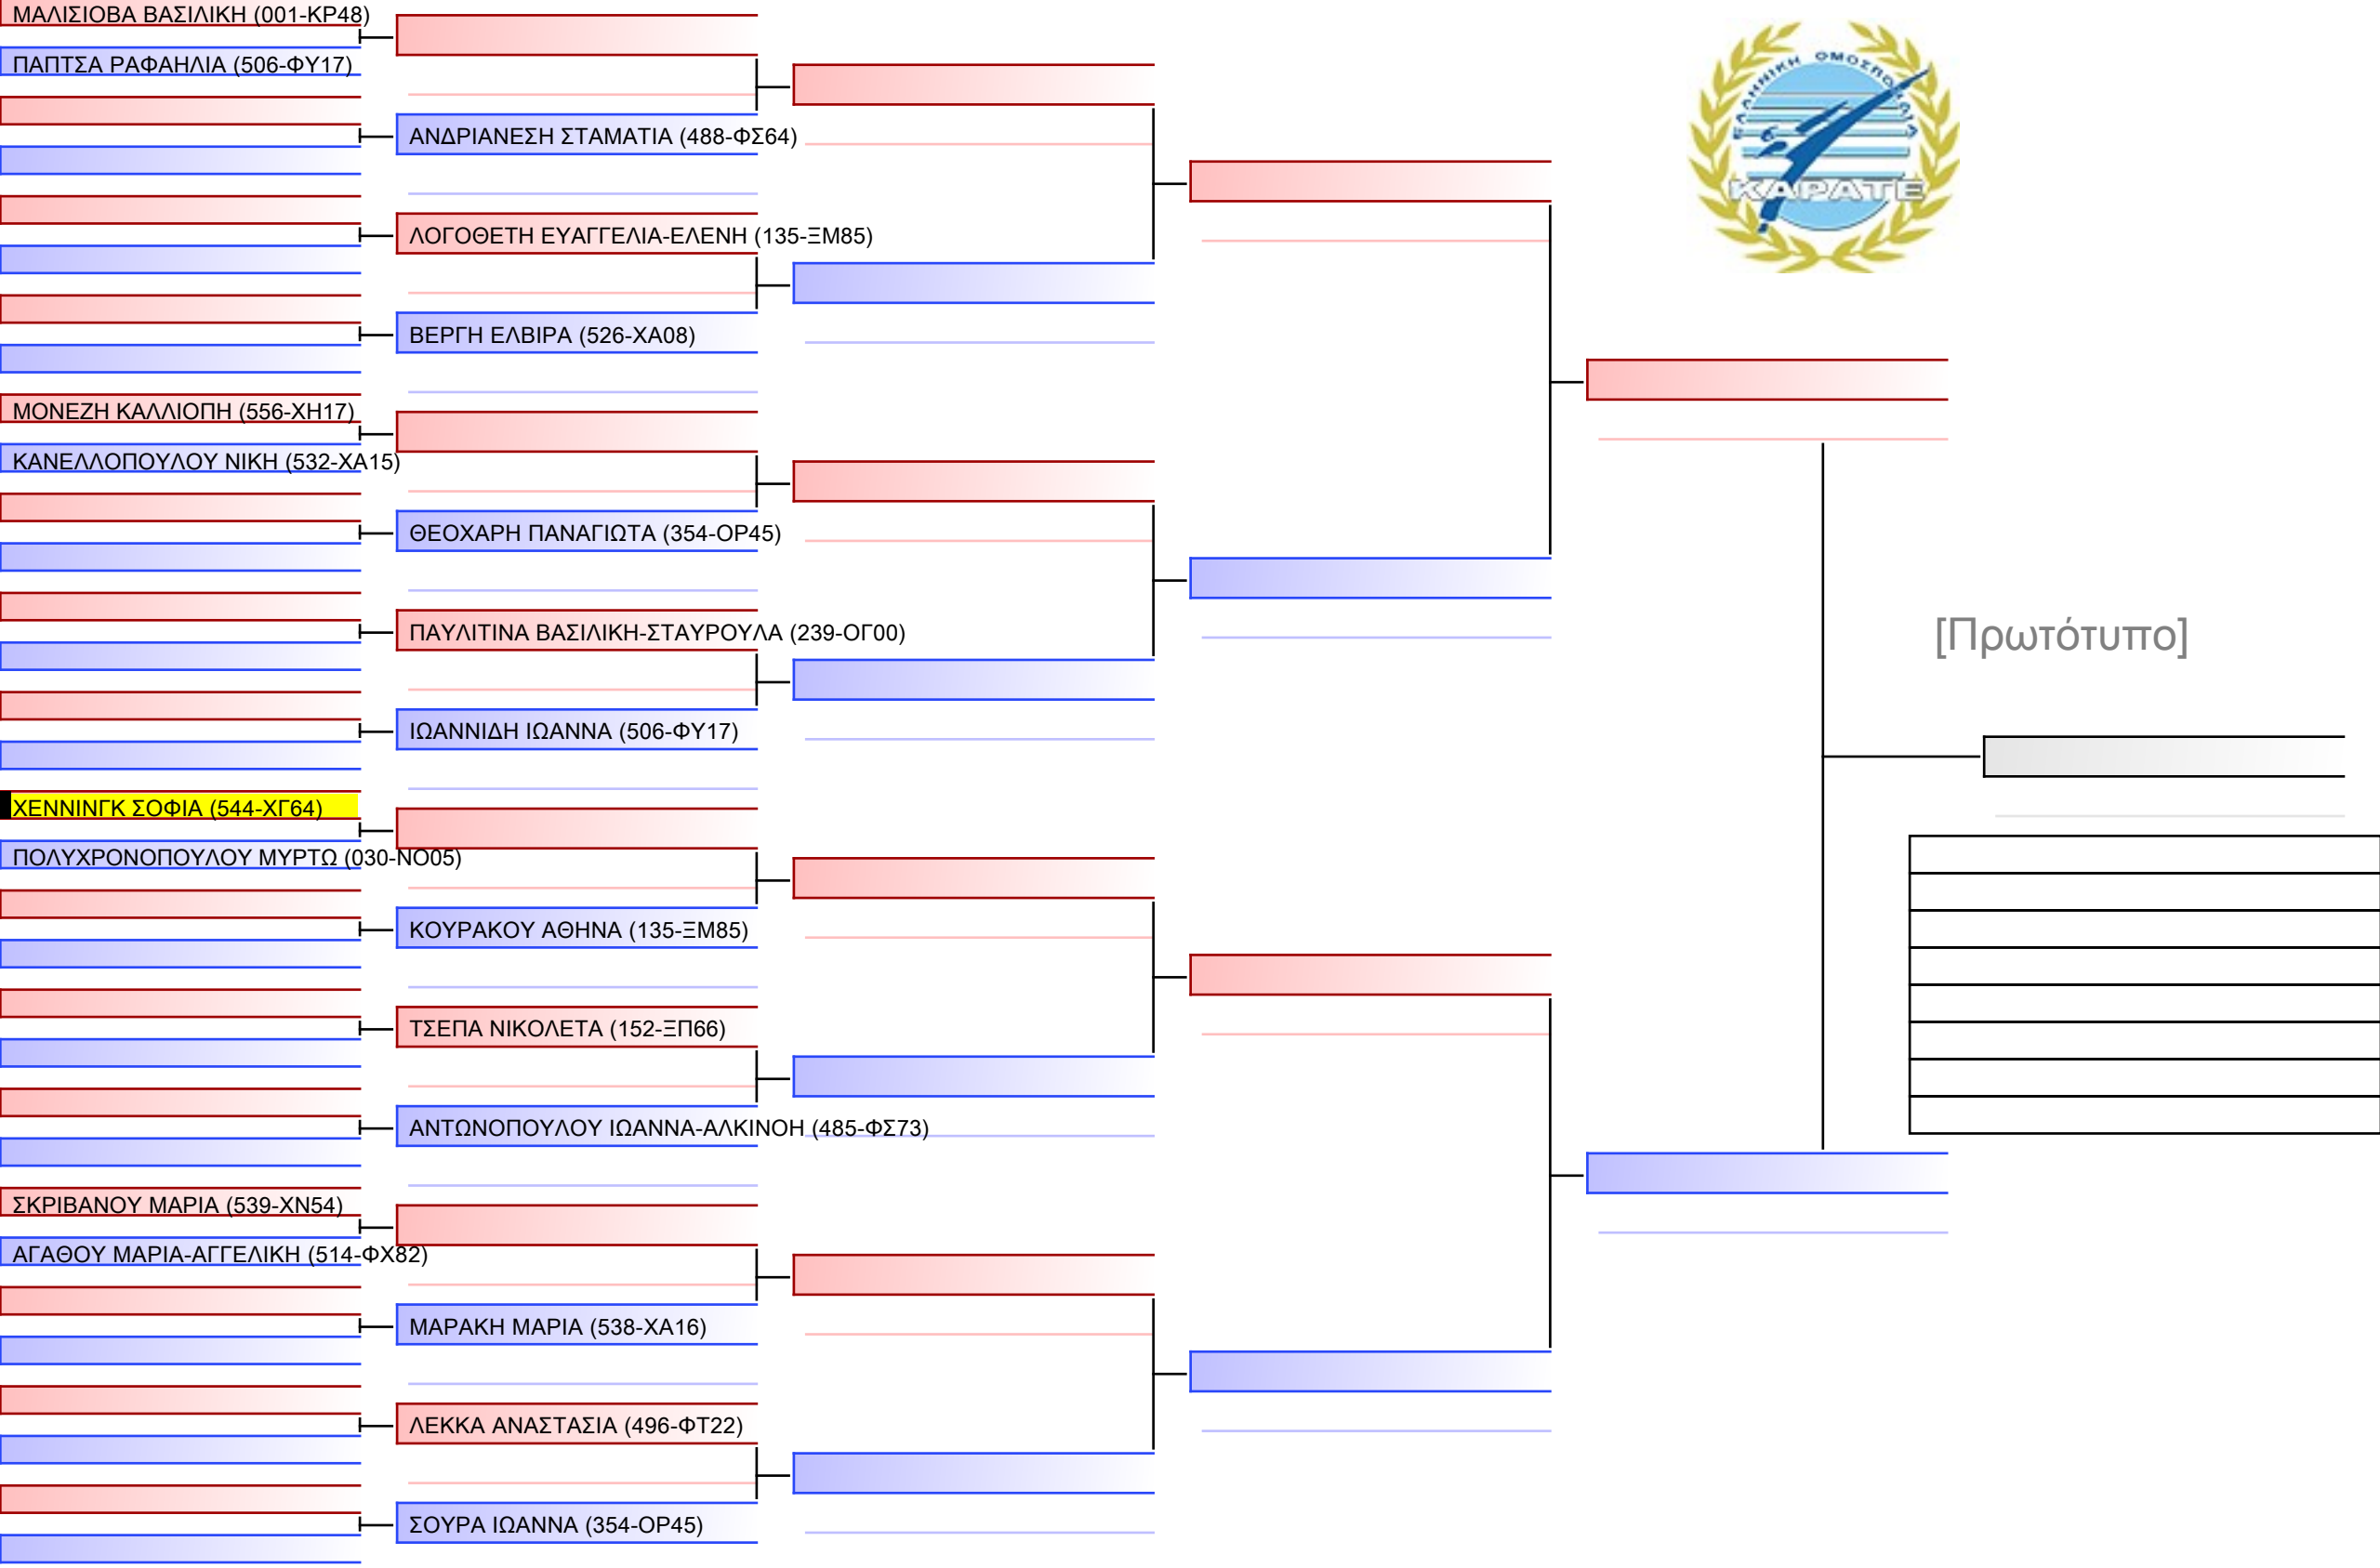 ΜΑΛΙΣΙΟΒΑ ΒΑΣΙΛΙΚΗ (001-ΚΡ48)
ΠΑΠΤΣΑ ΡΑΦΑΗΛΙΑ (506-ΦΥ17)
ΑΝΔΡΙΑΝΕΣΗ ΣΤΑΜΑΤΙΑ (488-ΦΣ64)
ΛΟΓΟΘΕΤΗ ΕΥΑΓΓΕΛΙΑ-ΕΛΕΝΗ (135-ΞΜ85)
ΒΕΡΓΗ ΕΛΒΙΡΑ (526-ΧΑ08)
ΜΟΝΕΖΗ ΚΑΛΛΙΟΠΗ (556-ΧΗ17)
ΚΑΝΕΛΛΟΠΟΥΛΟΥ ΝΙΚΗ (532-ΧΑ15)
ΘΕΟΧΑΡΗ ΠΑΝΑΓΙΩΤΑ (354-ΟΡ45)
ΠΑΥΛΙΤΙΝΑ ΒΑΣΙΛΙΚΗ-ΣΤΑΥΡΟΥΛΑ (239-ΟΓ00)
ΙΩΑΝΝΙΔΗ ΙΩΑΝΝΑ (506-ΦΥ17)
ΧΕΝΝΙΝΓΚ ΣΟΦΙΑ (544-ΧΓ64)
ΠΟΛΥΧΡΟΝΟΠΟΥΛΟΥ ΜΥΡΤΩ (030-ΝΟ05)
ΚΟΥΡΑΚΟΥ ΑΘΗΝΑ (135-ΞΜ85)
ΤΣΕΠΑ ΝΙΚΟΛΕΤΑ (152-ΞΠ66)
ΑΝΤΩΝΟΠΟΥΛΟΥ ΙΩΑΝΝΑ-ΑΛΚΙΝΟΗ (485-ΦΣ73)
ΣΚΡΙΒΑΝΟΥ ΜΑΡΙΑ (539-ΧΝ54)
ΑΓΑΘΟΥ ΜΑΡΙΑ-ΑΓΓΕΛΙΚΗ (514-ΦΧ82)
ΜΑΡΑΚΗ ΜΑΡΙΑ (538-ΧΑ16)
ΛΕΚΚΑ ΑΝΑΣΤΑΣΙΑ (496-ΦΤ22)
ΣΟΥΡΑ ΙΩΑΝΝΑ (354-ΟΡ45)
ΕΛΛΗΝΙΚΗ ΟΜΟΣΠΟΝΔΙΑ
ΚΑΡΑΤΕ
[Πρωτότυπο]